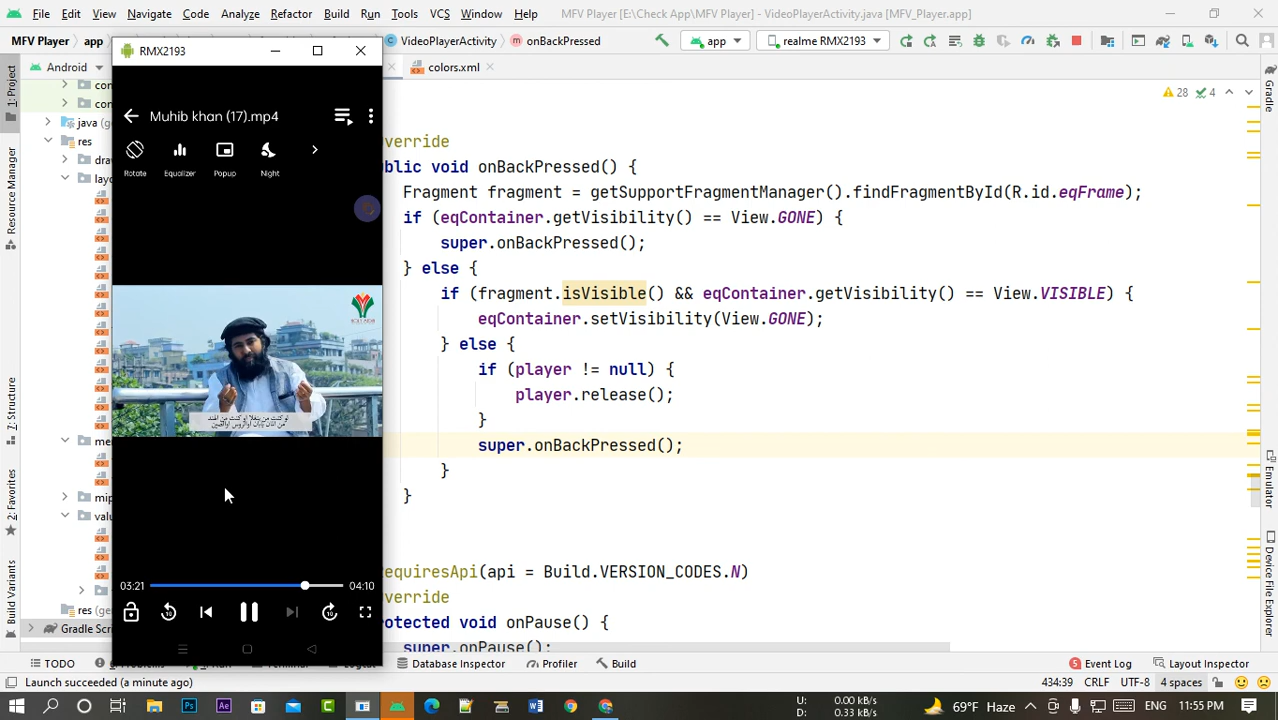 File Edit View Navigate Code Analyze Refactor Build Run Tools VCS Window Help MFV Player [E:\Check App\MFV Player] - VideoPlayerActivity.java [MFV_Player.app]
MFV Player app VideoPlayerActivity onBackPressed app realme RMX2193
RMX2193
Android
colors.xml
28 4
1: Project
Resource Manager
7: Structure
2: Favorites
Build Variants
Gradle
Emulator
Device File Explorer
java
res
dra
mip
res
Gradle Scr
Muhib khan (17).mp4
Rotate Equalizer Popup Night
03:21 04:10
verride
blic void onBackPressed() {
Fragment fragment = getSupportFragmentManager().findFragmentById(R.id.eqFrame);
if (eqContainer.getVisibility() == View.GONE) {
super.onBackPressed();
} else {
if (fragment.isVisible() && eqContainer.getVisibility() == View.VISIBLE) {
eqContainer.setVisibility(View.GONE);
} else {
if (player != null) {
player.release();
}
super.onBackPressed();
}
}
equiresApi(api = Build.VERSION_CODES.N)
verride
otected void onPause() {
super.onPause();
TODO Database Inspector Profiler Build 5 Event Log Layout Inspector
Launch succeeded (a minute ago) 434:39 CRLF UTF-8 4 spaces
U: 0.00 kB/s
D: 0.33 kB/s
69°F Haze ENG 11:55 PM